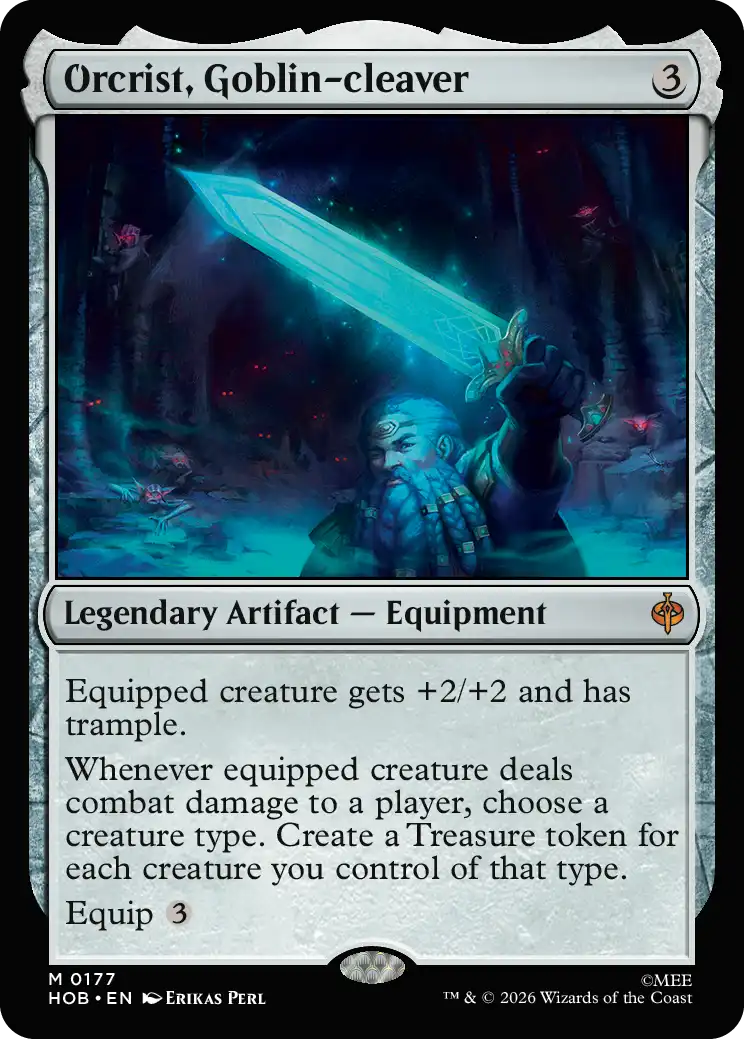 Orcrist, Goblin-cleaver 3
Legendary Artifact — Equipment
Equipped creature gets +2/+2 and has
trample.
Whenever equipped creature deals
combat damage to a player, choose a
creature type. Create a Treasure token for
each creature you control of that type.
Equip 3
M 0177
HOB • EN Erikas Perl
©MEE
™ & © 2026 Wizards of the Coast